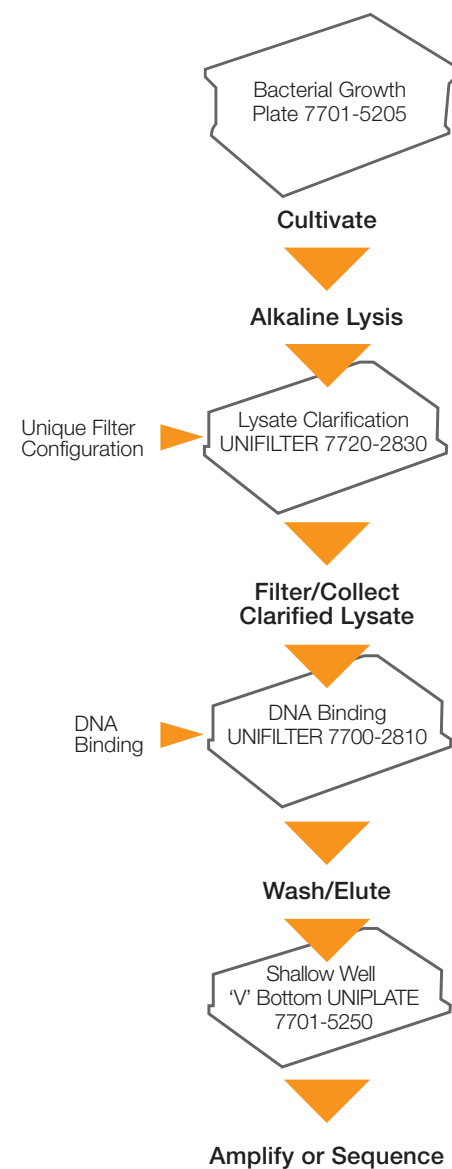 Bacterial Growth
Plate 7701-5205
Cultivate
Alkaline Lysis
Unique Filter
Configuration
Lysate Clarification
UNIFILTER 7720-2830
Filter/Collect
Clarified Lysate
DNA
Binding
DNA Binding
UNIFILTER 7700-2810
Wash/Elute
Shallow Well
‘V’ Bottom UNIPLATE
7701-5250
Amplify or Sequence